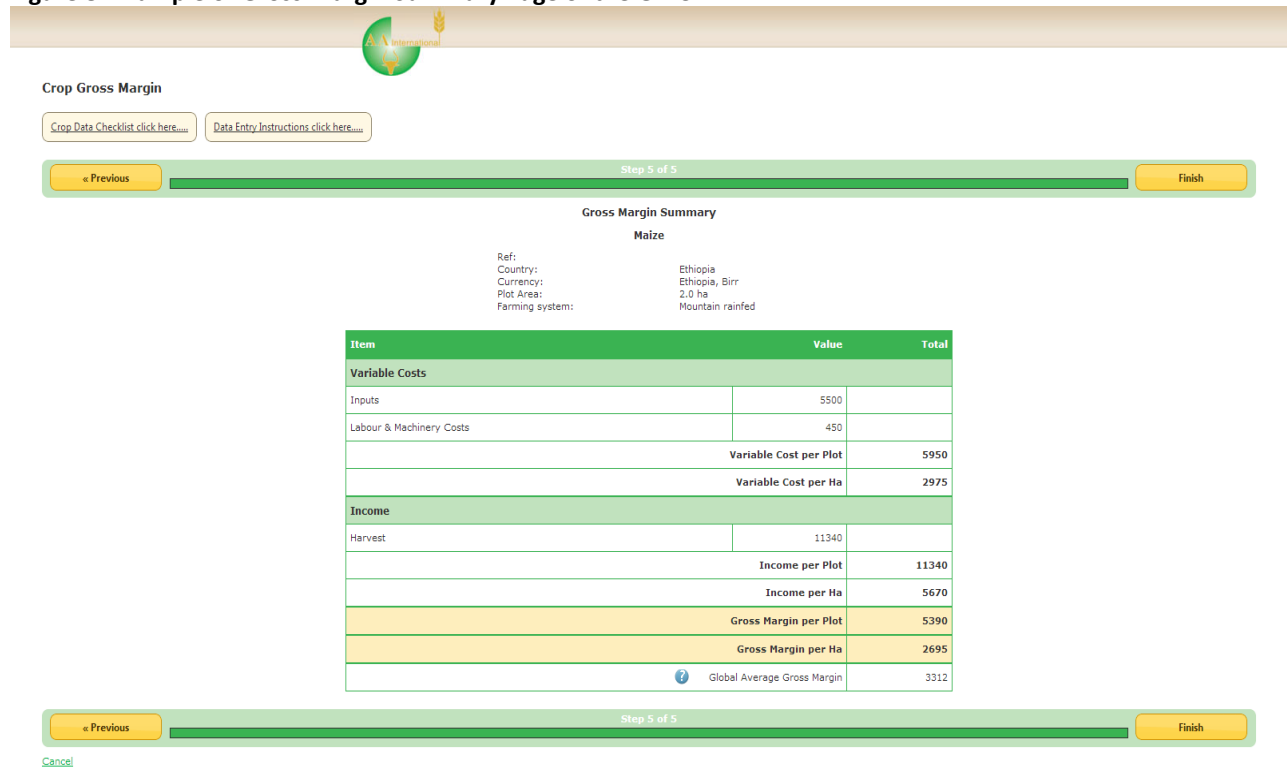 A A International
Crop Gross Margin
Crop Data Checklist click here..... Data Entry Instructions click here.....
« Previous Step 5 of 5 Finish
Gross Margin Summary
Maize
Ref:
Country: Ethiopia
Currency: Ethiopia, Birr
Plot Area: 2.0 ha
Farming system: Mountain rainfed
Item Value Total
Variable Costs
Inputs 5500
Labour & Machinery Costs 450
Variable Cost per Plot 5950
Variable Cost per Ha 2975
Income
Harvest 11340
Income per Plot 11340
Income per Ha 5670
Gross Margin per Plot 5390
Gross Margin per Ha 2695
? Global Average Gross Margin 3312
« Previous Step 5 of 5 Finish
Cancel